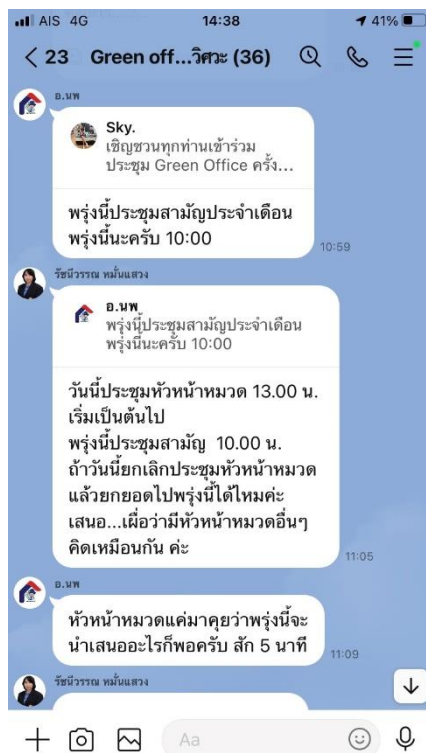 AIS 4G 14:38 41%
23 Green off...วิศวะ (36)
อ.นพ
Sky.
เชิญชวนทุกท่านเข้าร่วม
ประชุม Green Office ครั้ง...
พรุ่งนี้ประชุมสามัญประจำเดือน
พรุ่งนี้นะครับ 10:00
10:59
รัชนีวรรณ หมั่นแสวง
อ.นพ
พรุ่งนี้ประชุมสามัญประจำเดือน
พรุ่งนี้นะครับ 10:00
วันนี้ประชุมหัวหน้าหมวด 13.00 น.
เริ่มเป็นต้นไป
พรุ่งนี้ประชุมสามัญ 10.00 น.
ถ้าวันนี้ยกเลิกประชุมหัวหน้าหมวด
แล้วยกยอดไปพรุ่งนี้ได้ไหมค่ะ
เสนอ...เผื่อว่ามีหัวหน้าหมวดอื่นๆ
คิดเหมือนกัน ค่ะ
11:05
อ.นพ
หัวหน้าหมวดแค่มาคุยว่าพรุ่งนี้จะ
นำเสนออะไรก็พอครับ สัก 5 นาที
11:09
รัชนีวรรณ หมั่นแสวง
Aa